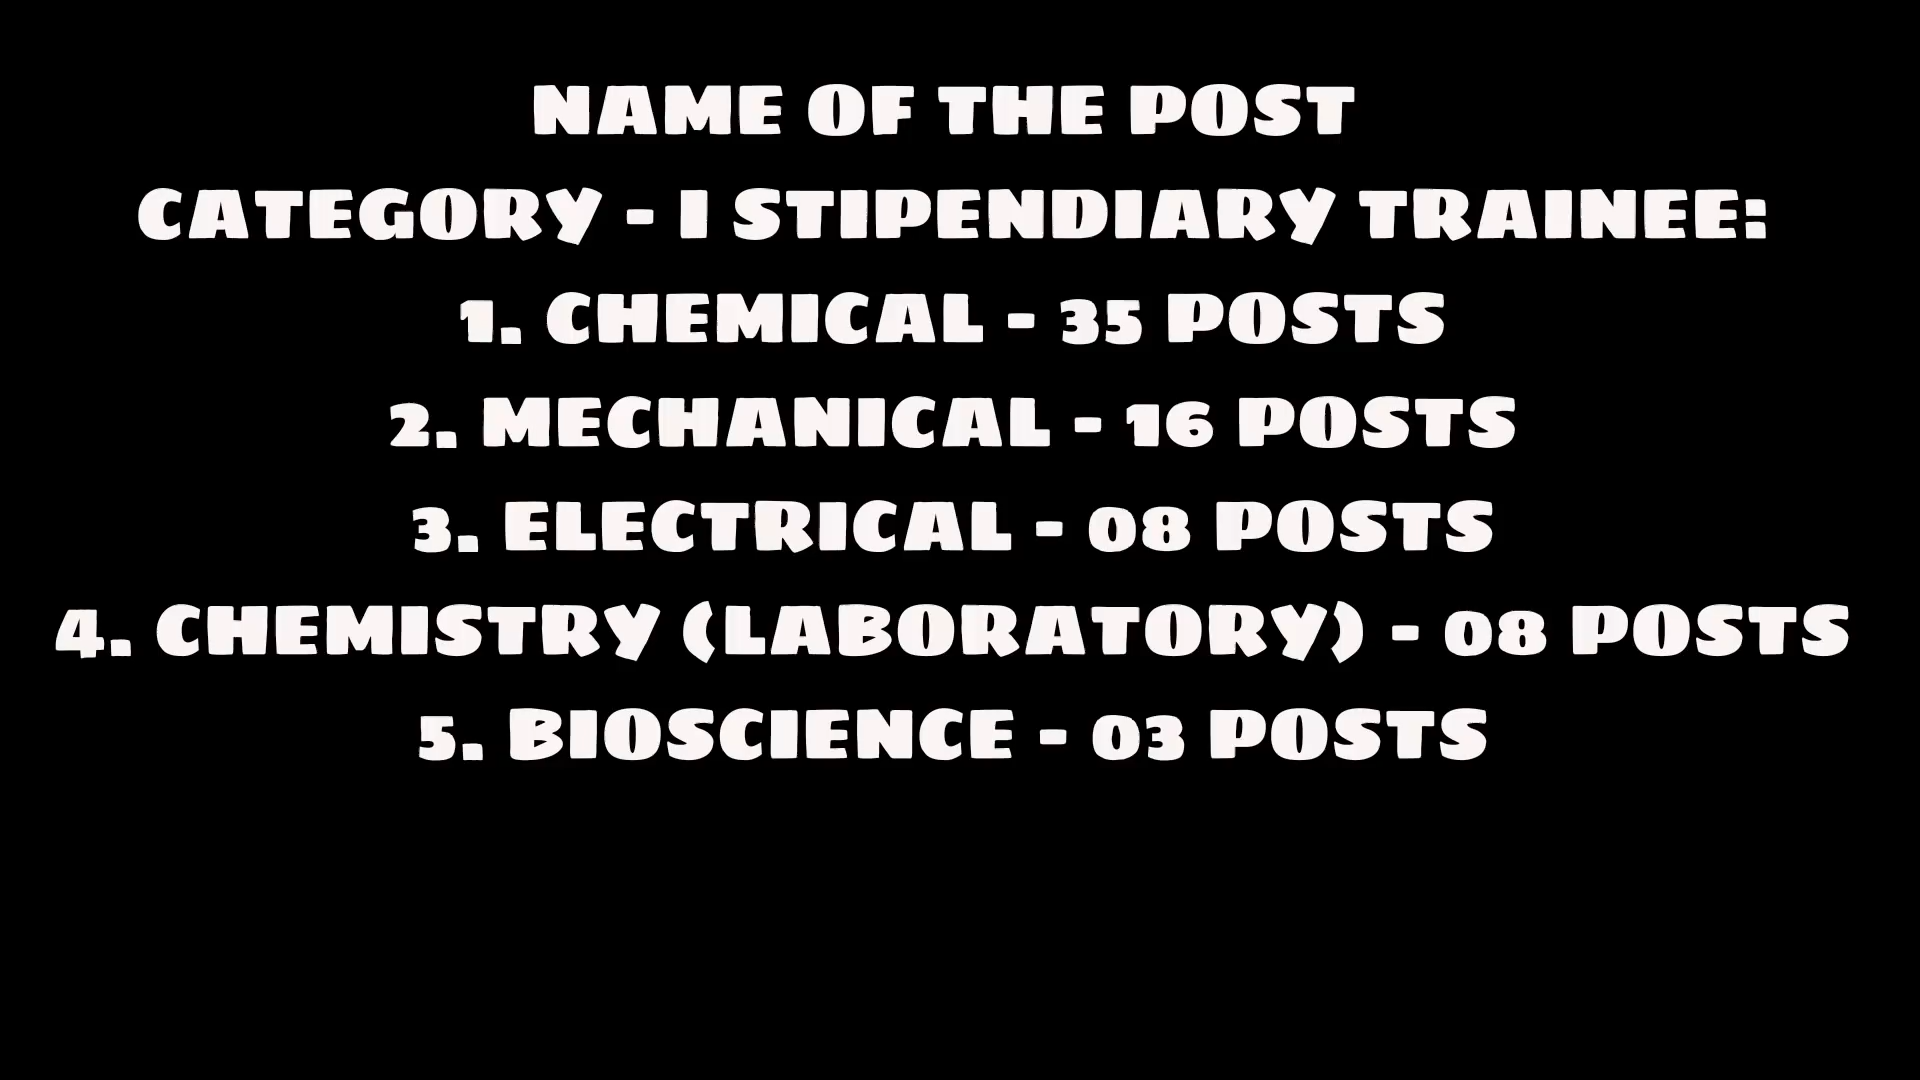 NAME OF THE POST
CATEGORY - I STIPENDIARY TRAINEE:
1. CHEMICAL - 35 POSTS
2. MECHANICAL - 16 POSTS
3. ELECTRICAL - 08 POSTS
4. CHEMISTRY (LABORATORY) - 08 POSTS
5. BIOSCIENCE - 03 POSTS